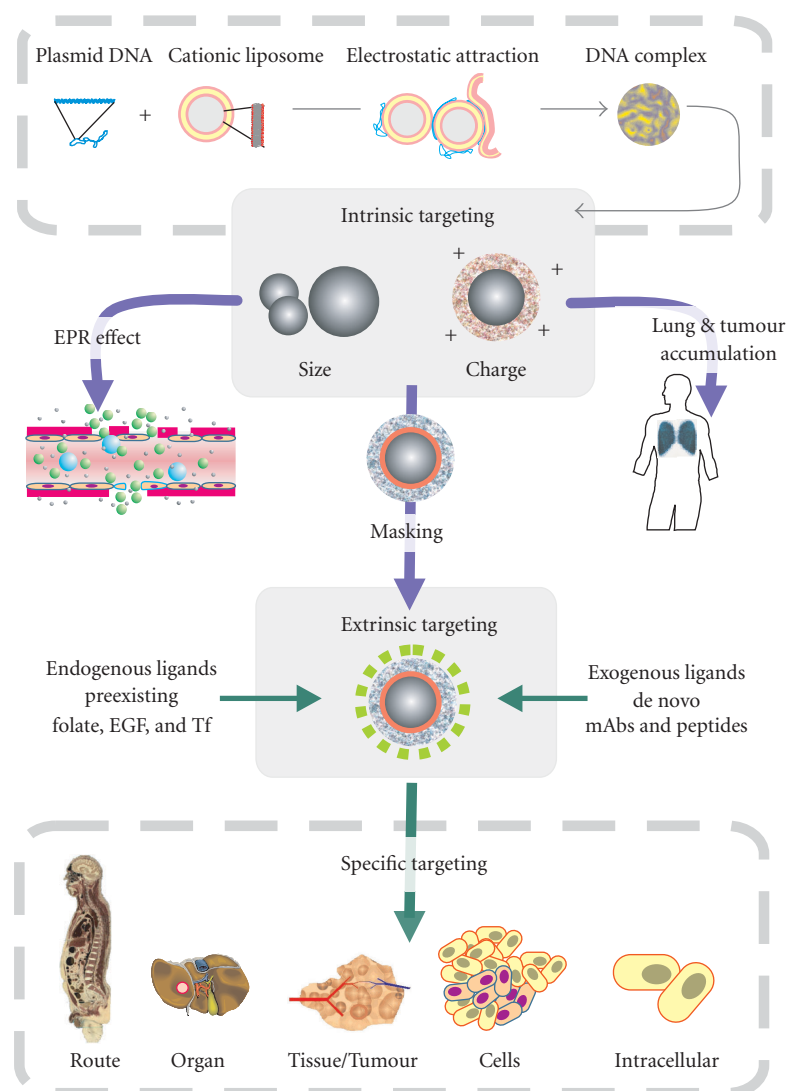 Plasmid DNA
Cationic liposome
Electrostatic attraction
DNA complex
+
Intrinsic targeting
+
+
+
+
Size
Charge
EPR effect
Lung & tumour
accumulation
Masking
Extrinsic targeting
Endogenous ligands
preexisting
folate, EGF, and Tf
Exogenous ligands
de novo
mAbs and peptides
Specific targeting
Route
Organ
Tissue/Tumour
Cells
Intracellular